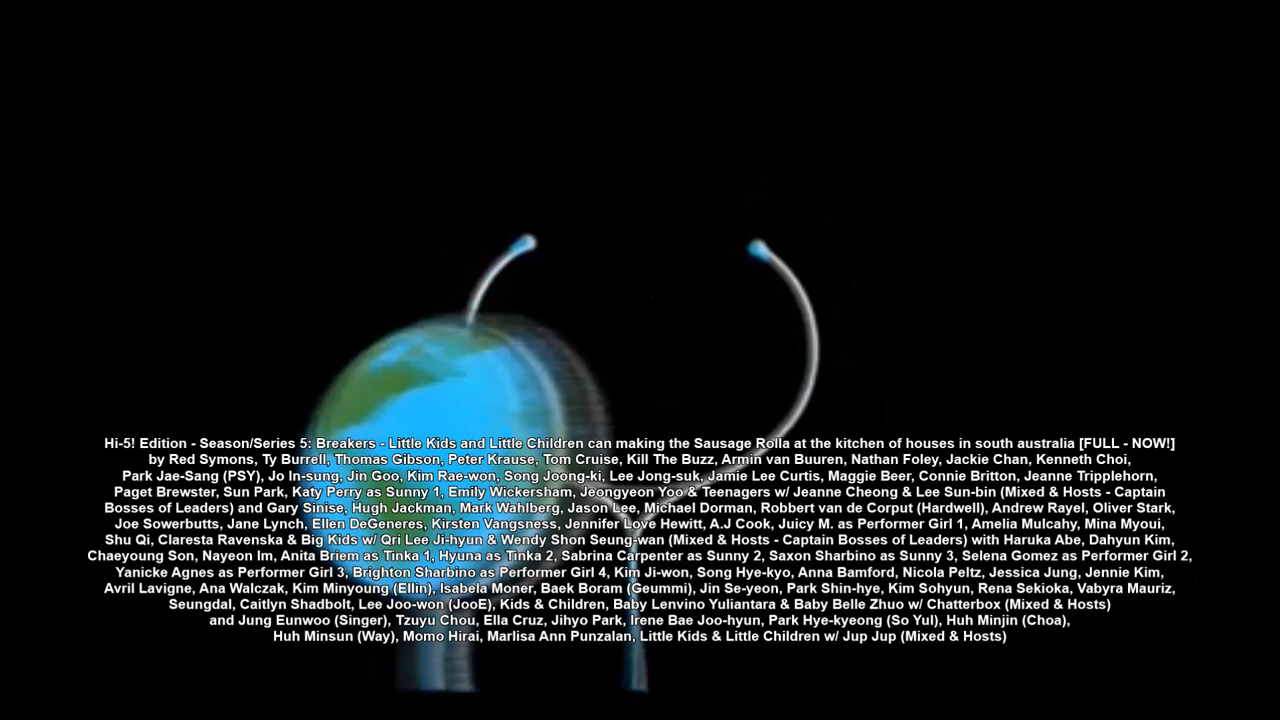 Hi-5! Edition - Season/Series 5: Breakers - Little Kids and Little Children can making the Sausage Rolla at the kitchen of houses in south australia [FULL - NOW!]
by Red Symons, Ty Burrell, Thomas Gibson, Peter Krause, Tom Cruise, Kill The Buzz, Armin van Buuren, Nathan Foley, Jackie Chan, Kenneth Choi,
Park Jae-Sang (PSY), Jo In-sung, Jin Goo, Kim Rae-won, Song Joong-ki, Lee Jong-suk, Jamie Lee Curtis, Maggie Beer, Connie Britton, Jeanne Tripplehorn,
Paget Brewster, Sun Park, Katy Perry as Sunny 1, Emily Wickersham, Jeongyeon Yoo & Teenagers w/ Jeanne Cheong & Lee Sun-bin (Mixed & Hosts - Captain
Bosses of Leaders) and Gary Sinise, Hugh Jackman, Mark Wahlberg, Jason Lee, Michael Dorman, Robbert van de Corput (Hardwell), Andrew Rayel, Oliver Stark,
Joe Sowerbutts, Jane Lynch, Ellen DeGeneres, Kirsten Vangsness, Jennifer Love Hewitt, A.J Cook, Juicy M. as Performer Girl 1, Amelia Mulcahy, Mina Myoui,
Shu Qi, Claresta Ravenska & Big Kids w/ Qri Lee Ji-hyun & Wendy Shon Seung-wan (Mixed & Hosts - Captain Bosses of Leaders) with Haruka Abe, Dahyun Kim,
Chaeyoung Son, Nayeon Im, Anita Briem as Tinka 1, Hyuna as Tinka 2, Sabrina Carpenter as Sunny 2, Saxon Sharbino as Sunny 3, Selena Gomez as Performer Girl 2,
Yanicke Agnes as Performer Girl 3, Brighton Sharbino as Performer Girl 4, Kim Ji-won, Song Hye-kyo, Anna Bamford, Nicola Peltz, Jessica Jung, Jennie Kim,
Avril Lavigne, Ana Walczak, Kim Minyoung (Ellin), Isabela Moner, Baek Boram (Geummi), Jin Se-yeon, Park Shin-hye, Kim Sohyun, Rena Sekioka, Vabyra Mauriz,
Seungdal, Caitlyn Shadbolt, Lee Joo-won (JooE), Kids & Children, Baby Lenvino Yuliantara & Baby Belle Zhuo w/ Chatterbox (Mixed & Hosts)
and Jung Eunwoo (Singer), Tzuyu Chou, Ella Cruz, Jihyo Park, Irene Bae Joo-hyun, Park Hye-kyeong (So Yul), Huh Minjin (Choa),
Huh Minsun (Way), Momo Hirai, Marlisa Ann Punzalan, Little Kids & Little Children w/ Jup Jup (Mixed & Hosts)